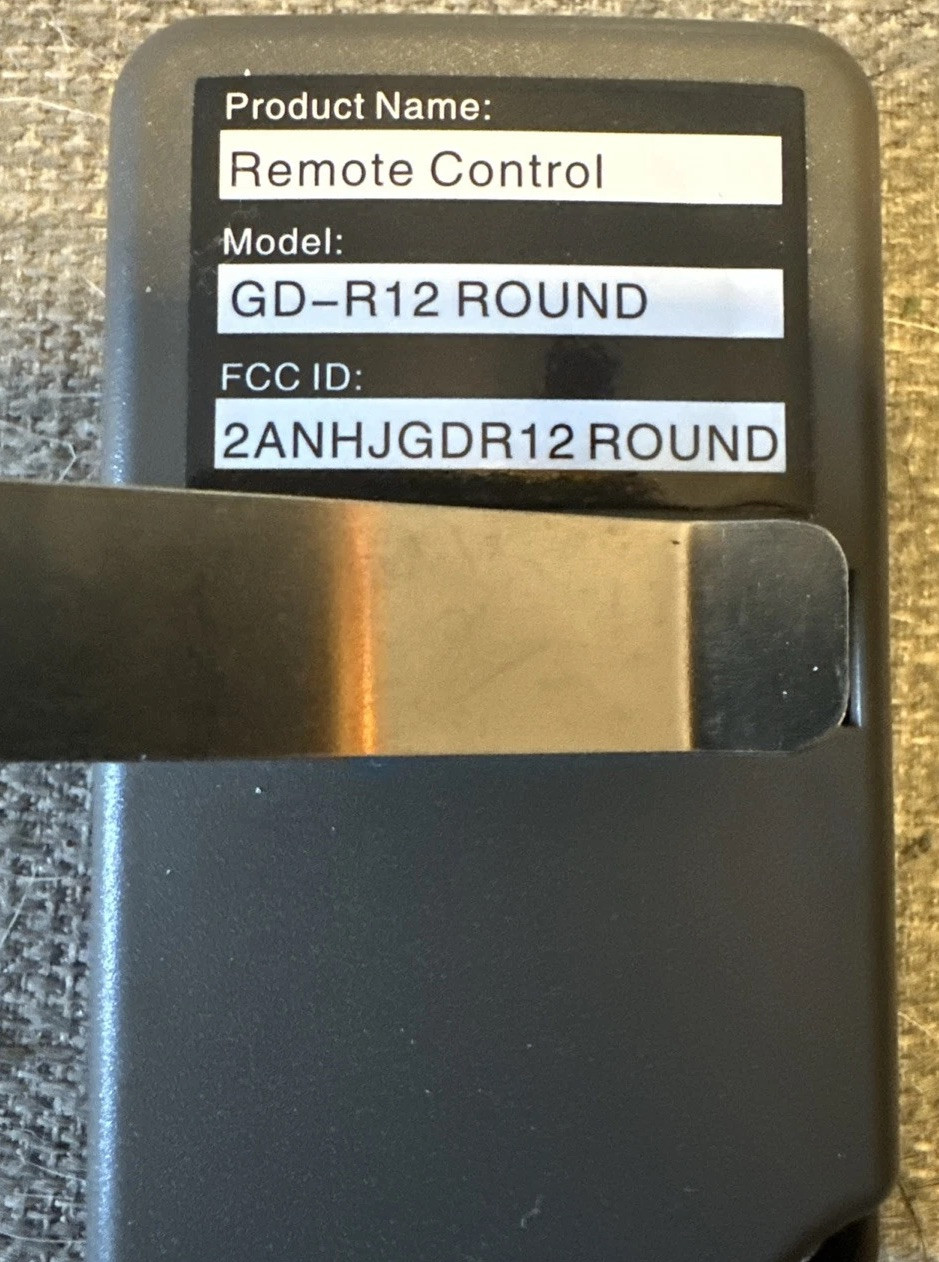 Product Name:
Remote Control
Model:
GD-R12 ROUND
FCC ID:
2ANHJGDR12 ROUND